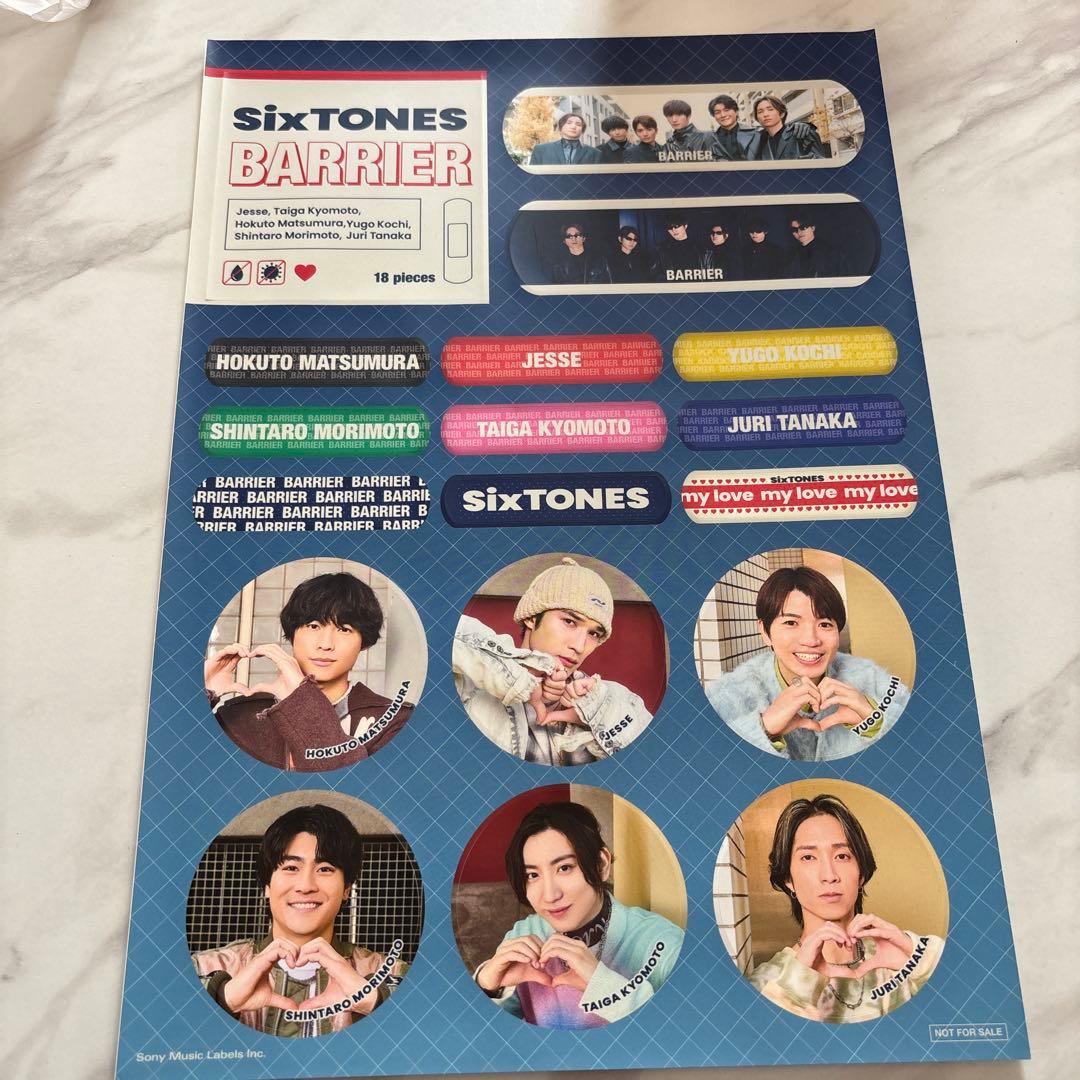 SixTONES
BARRIER
Jesse, Taiga Kyomoto,
Hokuto Matsumura,Yugo Kochi,
Shintaro Morimoto, Juri Tanaka
18 pieces
BARRIER
BARRIER
HOKUTO MATSUMURA
JESSE
YUGO KOCHI
SHINTARO MORIMOTO
TAIGA KYOMOTO
JURI TANAKA
BARRIER BARRIER BARRIER
BARRIER BARRIER BARRIER
BARRIER BARRIER BARRIER
SixTONES
SixTONES
my love my love my love
HOKUTO MATSUMURA
JESSE
YUGO KOCHI
SHINTARO MORIMOTO
TAIGA KYOMOTO
JURI TANAKA
Sony Music Labels Inc.
NOT FOR SALE